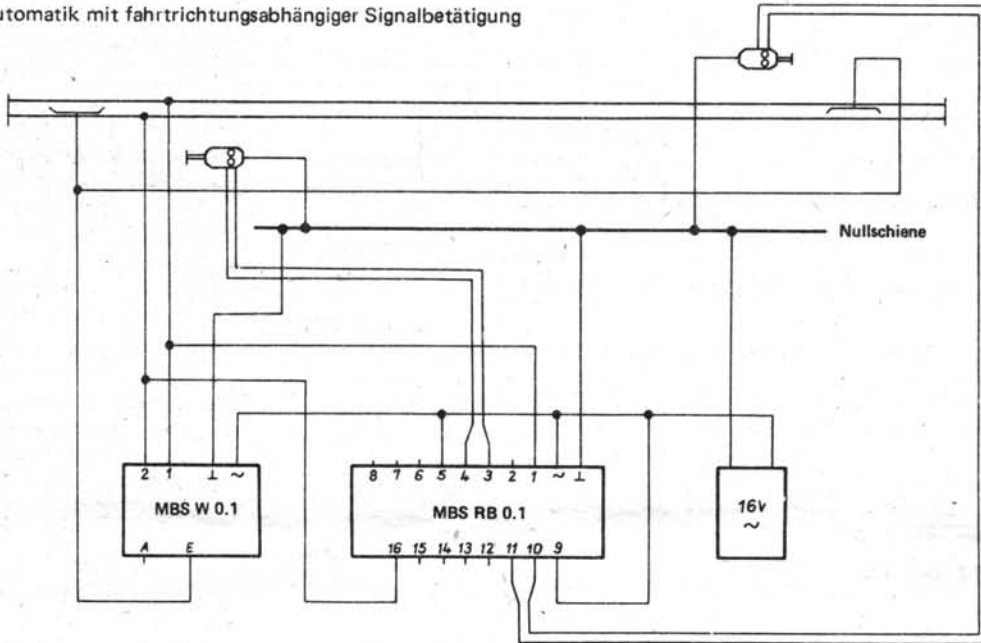 utomatik mit fahrtrichtungsabhängiger Signalbetätigung
Nullschiene
2 1 ⊥ ~
MBS W 0.1
A E
8 7 6 5 4 3 2 1 ~ ⊥
MBS RB 0.1
16 15 14 13 12 11 10 9
16v
~